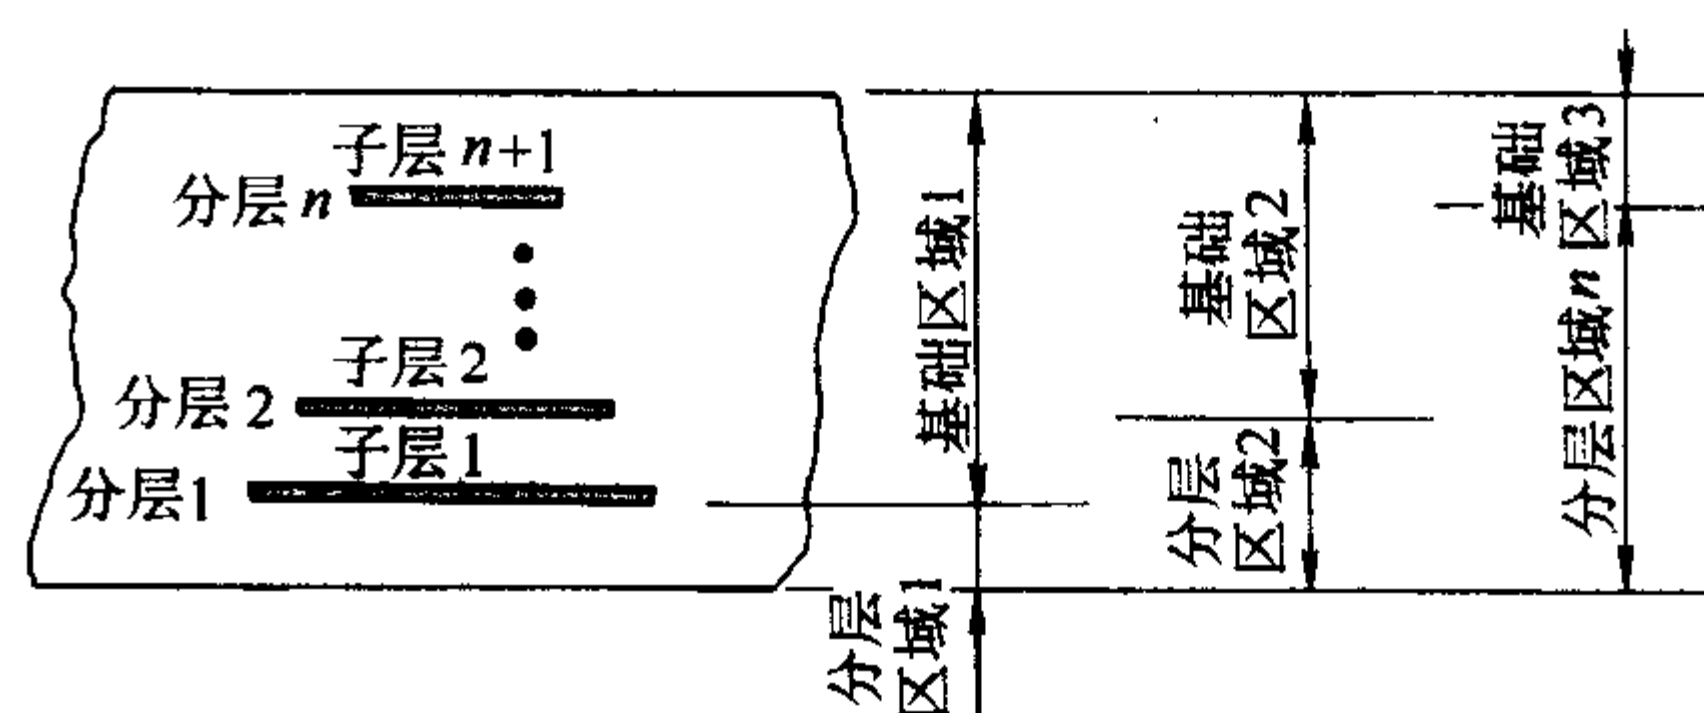 子层 n+1
分层 n
子层 2
分层 2
子层 1
分层1
基础区域1
分层
区域1
基础
区域2
分层
区域2
基础
区域3
分层区域n